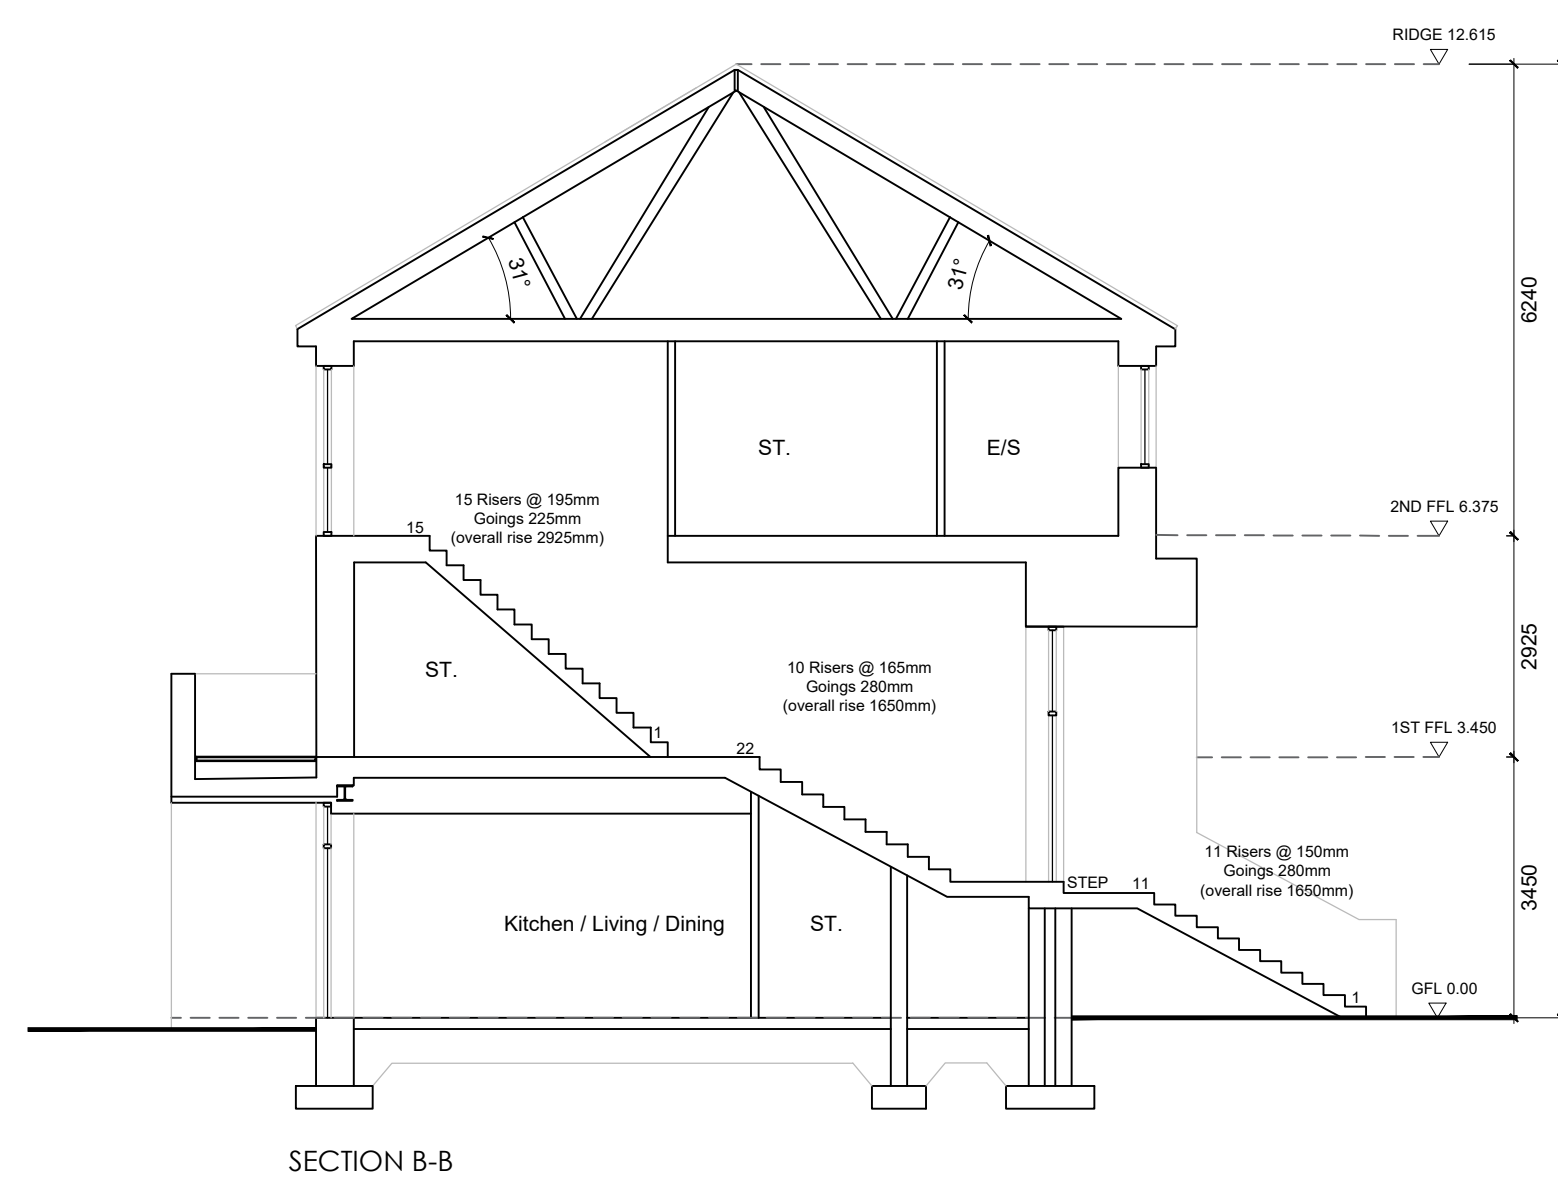 RIDGE 12.615
31°
31°
6240
ST.
E/S
15 Risers @ 195mm
Goings 225mm
(overall rise 2925mm)
15
2ND FFL 6.375
ST.
10 Risers @ 165mm
Goings 280mm
(overall rise 1650mm)
2925
1
22
1ST FFL 3.450
11 Risers @ 150mm
Goings 280mm
(overall rise 1650mm)
STEP
11
3450
Kitchen / Living / Dining
ST.
1
GFL 0.00
SECTION B-B